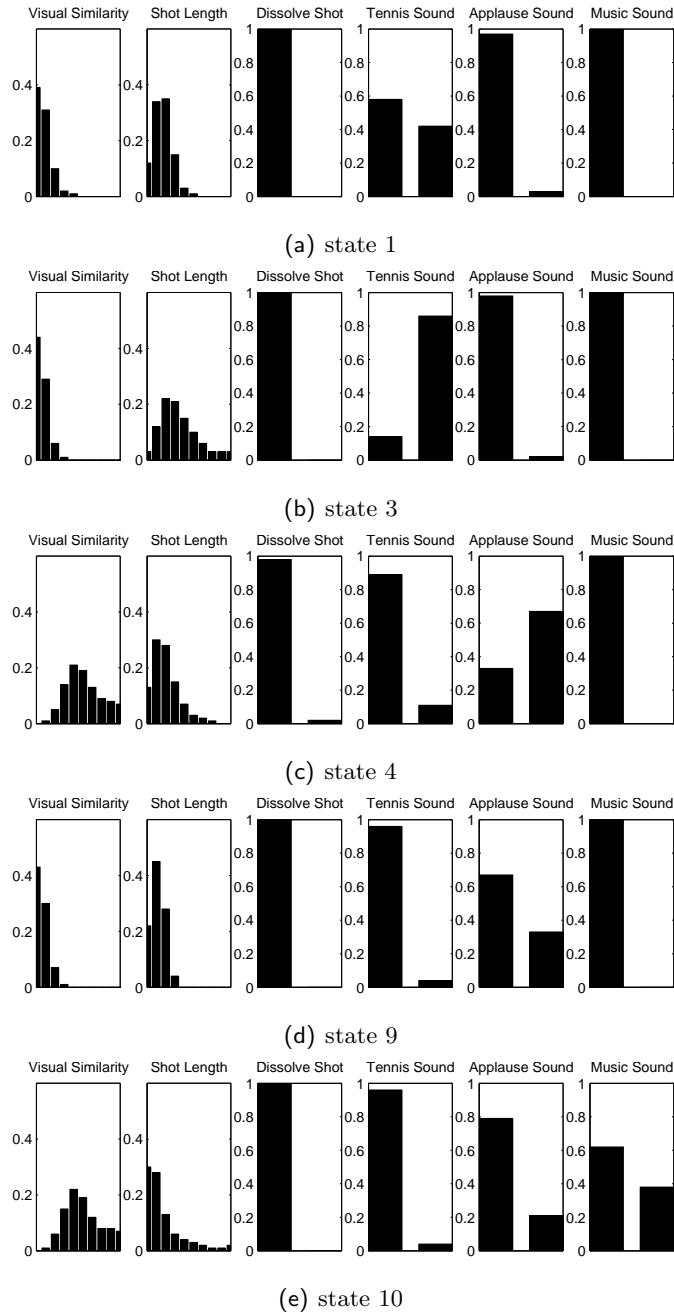 Visual Similarity Shot Length Dissolve Shot Tennis Sound Applause Sound Music Sound
0.4 0.2 0 0.4 0.2 0 1 0.8 0.6 0.4 0.2 0 1 0.8 0.6 0.4 0.2 0 1 0.8 0.6 0.4 0.2 0 1 0.8 0.6 0.4 0.2 0
(a) state 1
Visual Similarity Shot Length Dissolve Shot Tennis Sound Applause Sound Music Sound
0.4 0.2 0 0.4 0.2 0 1 0.8 0.6 0.4 0.2 0 1 0.8 0.6 0.4 0.2 0 1 0.8 0.6 0.4 0.2 0 1 0.8 0.6 0.4 0.2 0
(b) state 3
Visual Similarity Shot Length Dissolve Shot Tennis Sound Applause Sound Music Sound
0.4 0.2 0 0.4 0.2 0 1 0.8 0.6 0.4 0.2 0 1 0.8 0.6 0.4 0.2 0 1 0.8 0.6 0.4 0.2 0 1 0.8 0.6 0.4 0.2 0
(c) state 4
Visual Similarity Shot Length Dissolve Shot Tennis Sound Applause Sound Music Sound
0.4 0.2 0 0.4 0.2 0 1 0.8 0.6 0.4 0.2 0 1 0.8 0.6 0.4 0.2 0 1 0.8 0.6 0.4 0.2 0 1 0.8 0.6 0.4 0.2 0
(d) state 9
Visual Similarity Shot Length Dissolve Shot Tennis Sound Applause Sound Music Sound
0.4 0.2 0 0.4 0.2 0 1 0.8 0.6 0.4 0.2 0 1 0.8 0.6 0.4 0.2 0 1 0.8 0.6 0.4 0.2 0 1 0.8 0.6 0.4 0.2 0
(e) state 10